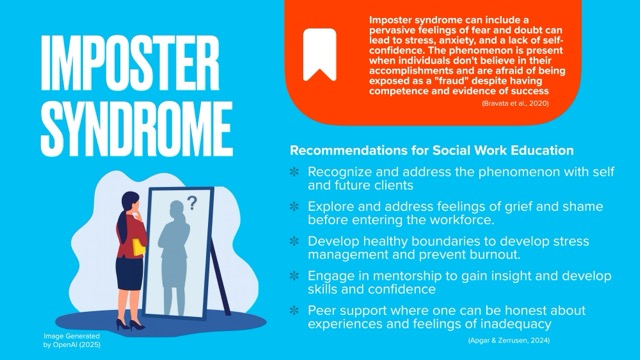 IMPOSTER
SYNDROME
Imposter syndrome can include a
pervasive feelings of fear and doubt can
lead to stress, anxiety, and a lack of self-
confidence. The phenomenon is present
when individuals don't believe in their
accomplishments and are afraid of being
exposed as a "fraud" despite having
competence and evidence of success
(Bravata et al., 2020)
Recommendations for Social Work Education
Recognize and address the phenomenon with self
and future clients
Explore and address feelings of grief and shame
before entering the workforce.
Develop healthy boundaries to develop stress
management and prevent burnout.
Engage in mentorship to gain insight and develop
skills and confidence
Peer support where one can be honest about
experiences and feelings of inadequacy
(Apgar & Zerrusen, 2024)
?
Image Generated
by OpenAI (2025)